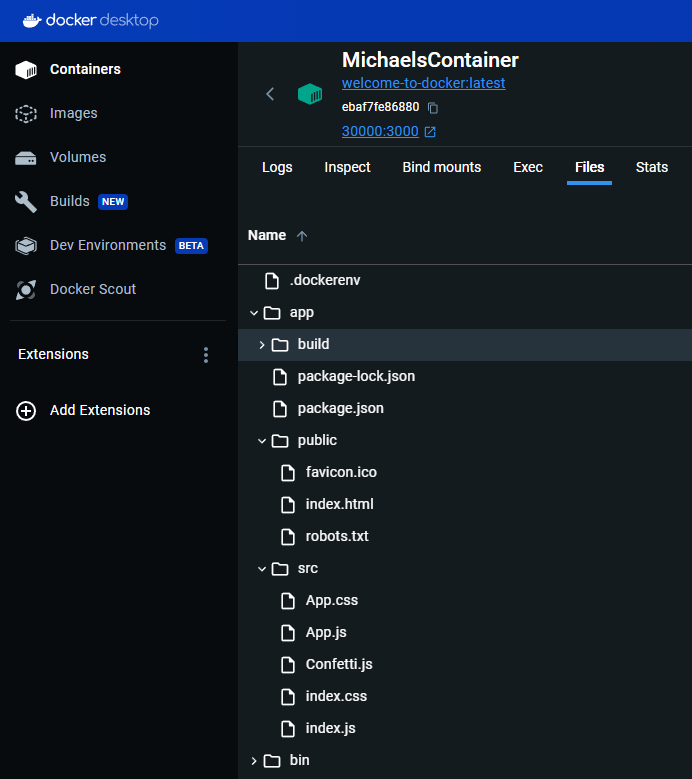 docker desktop
Containers
Images
Volumes
Builds NEW
Dev Environments BETA
Docker Scout
Extensions
Add Extensions
MichaelsContainer
welcome-to-docker:latest
ebaf7fe86880
30000:3000
Logs Inspect Bind mounts Exec Files Stats
Name
.dockerenv
app
build
package-lock.json
package.json
public
favicon.ico
index.html
robots.txt
src
App.css
App.js
Confetti.js
index.css
index.js
bin